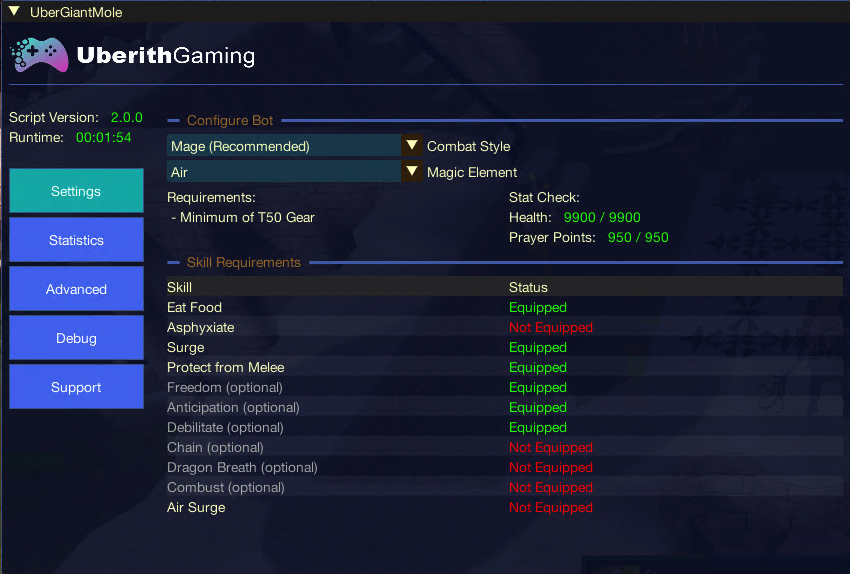 UberGiantMole
UberithGaming
Script Version: 2.0.0
Runtime: 00:01:54
Settings
Statistics
Advanced
Debug
Support
Configure Bot
Mage (Recommended) Combat Style
Air Magic Element
Requirements:
- Minimum of T50 Gear
Stat Check:
Health: 9900 / 9900
Prayer Points: 950 / 950
Skill Requirements
Skill Status
Eat Food Equipped
Asphyxiate Not Equipped
Surge Equipped
Protect from Melee Equipped
Freedom (optional) Equipped
Anticipation (optional) Equipped
Debilitate (optional) Equipped
Chain (optional) Not Equipped
Dragon Breath (optional) Not Equipped
Combust (optional) Not Equipped
Air Surge Not Equipped